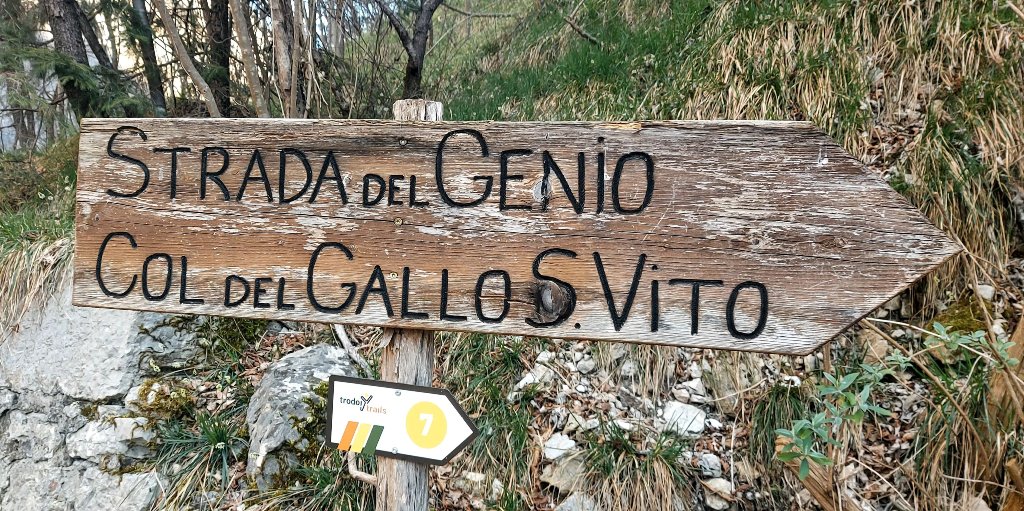 STRADA DEL GENiO
COL DEL GALLO S. ViTO
trodo trails
7